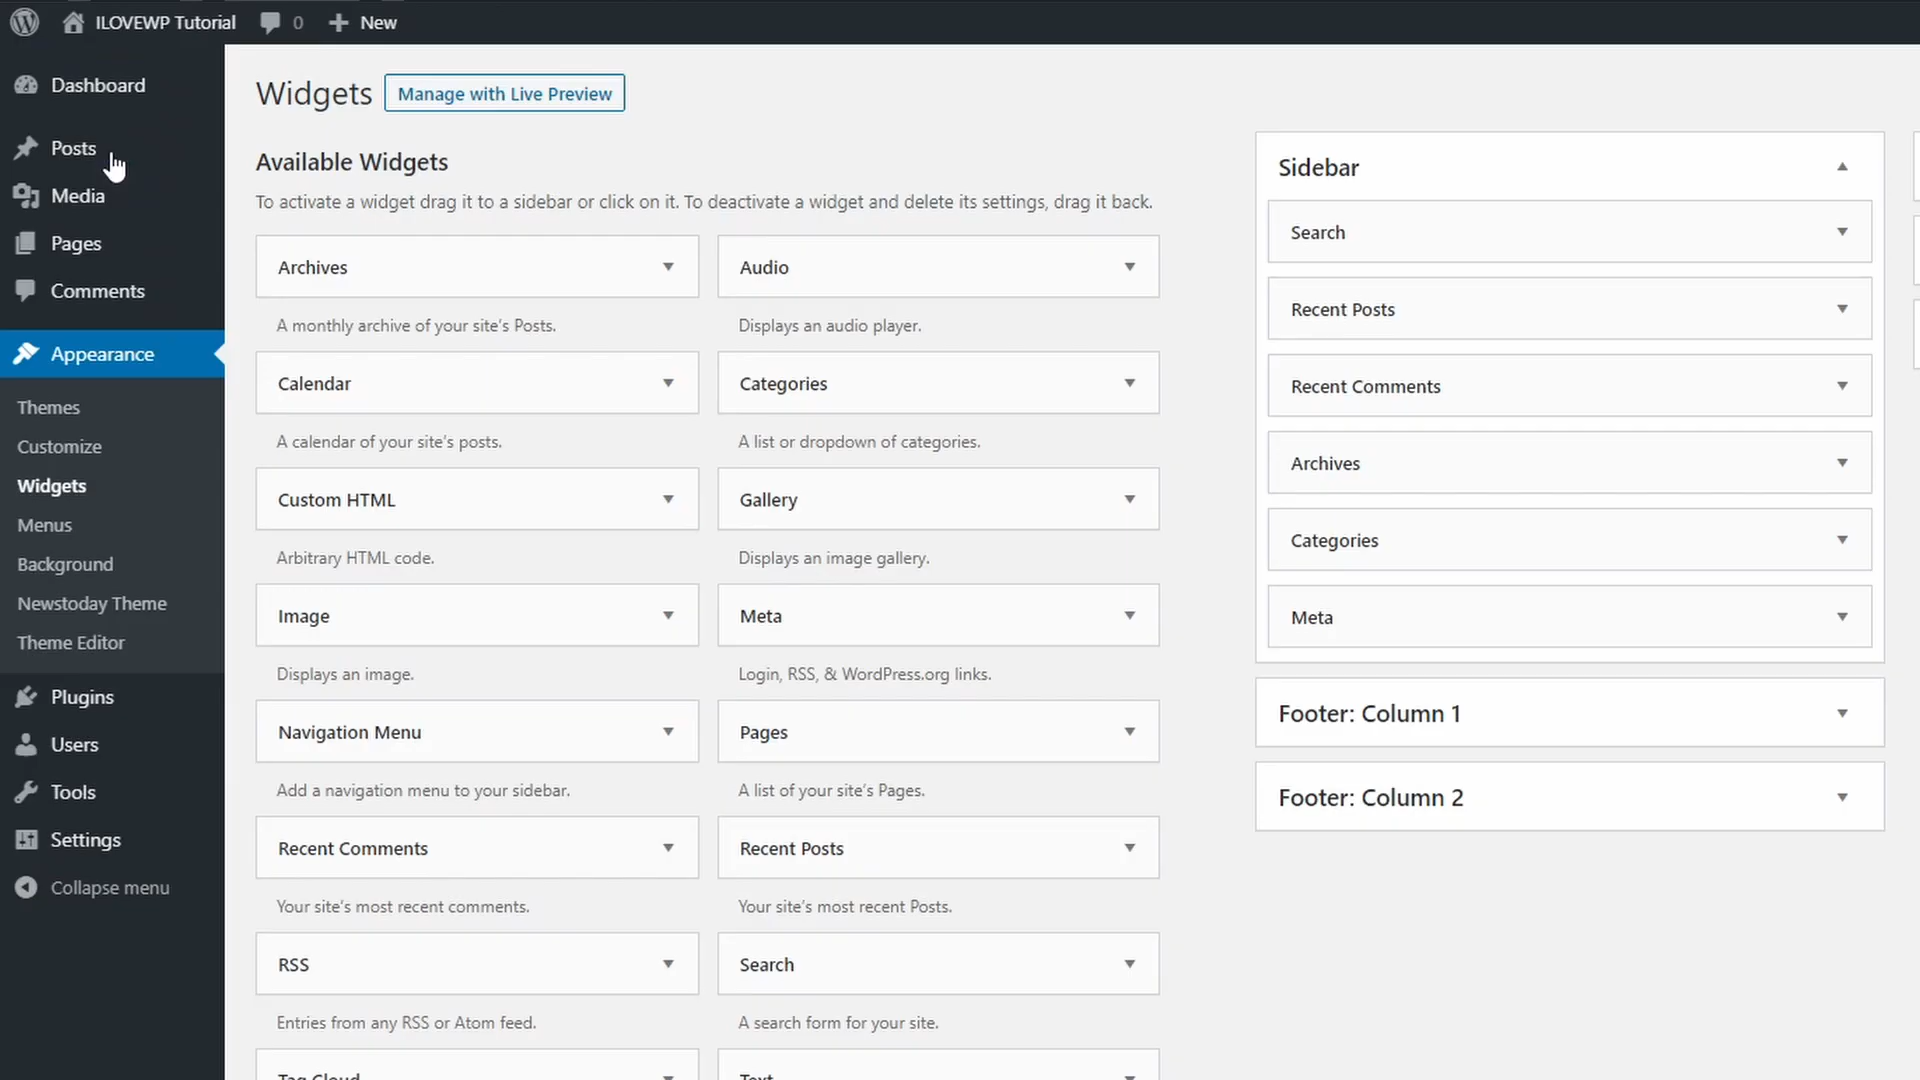 ILOVEWP Tutorial 0 New
Dashboard
Posts
Media
Pages
Comments
Appearance
Themes
Customize
Widgets
Menus
Background
Newstoday Theme
Theme Editor
Plugins
Users
Tools
Settings
Collapse menu
Widgets Manage with Live Preview
Available Widgets
To activate a widget drag it to a sidebar or click on it. To deactivate a widget and delete its settings, drag it back.
Archives
A monthly archive of your site's Posts.
Audio
Displays an audio player.
Calendar
A calendar of your site's posts.
Categories
A list or dropdown of categories.
Custom HTML
Arbitrary HTML code.
Gallery
Displays an image gallery.
Image
Displays an image.
Meta
Login, RSS, & WordPress.org links.
Navigation Menu
Add a navigation menu to your sidebar.
Pages
A list of your site's Pages.
Recent Comments
Your site's most recent comments.
Recent Posts
Your site's most recent Posts.
RSS
Entries from any RSS or Atom feed.
Search
A search form for your site.
Tag Cloud
Text
Sidebar
Search
Recent Posts
Recent Comments
Archives
Categories
Meta
Footer: Column 1
Footer: Column 2